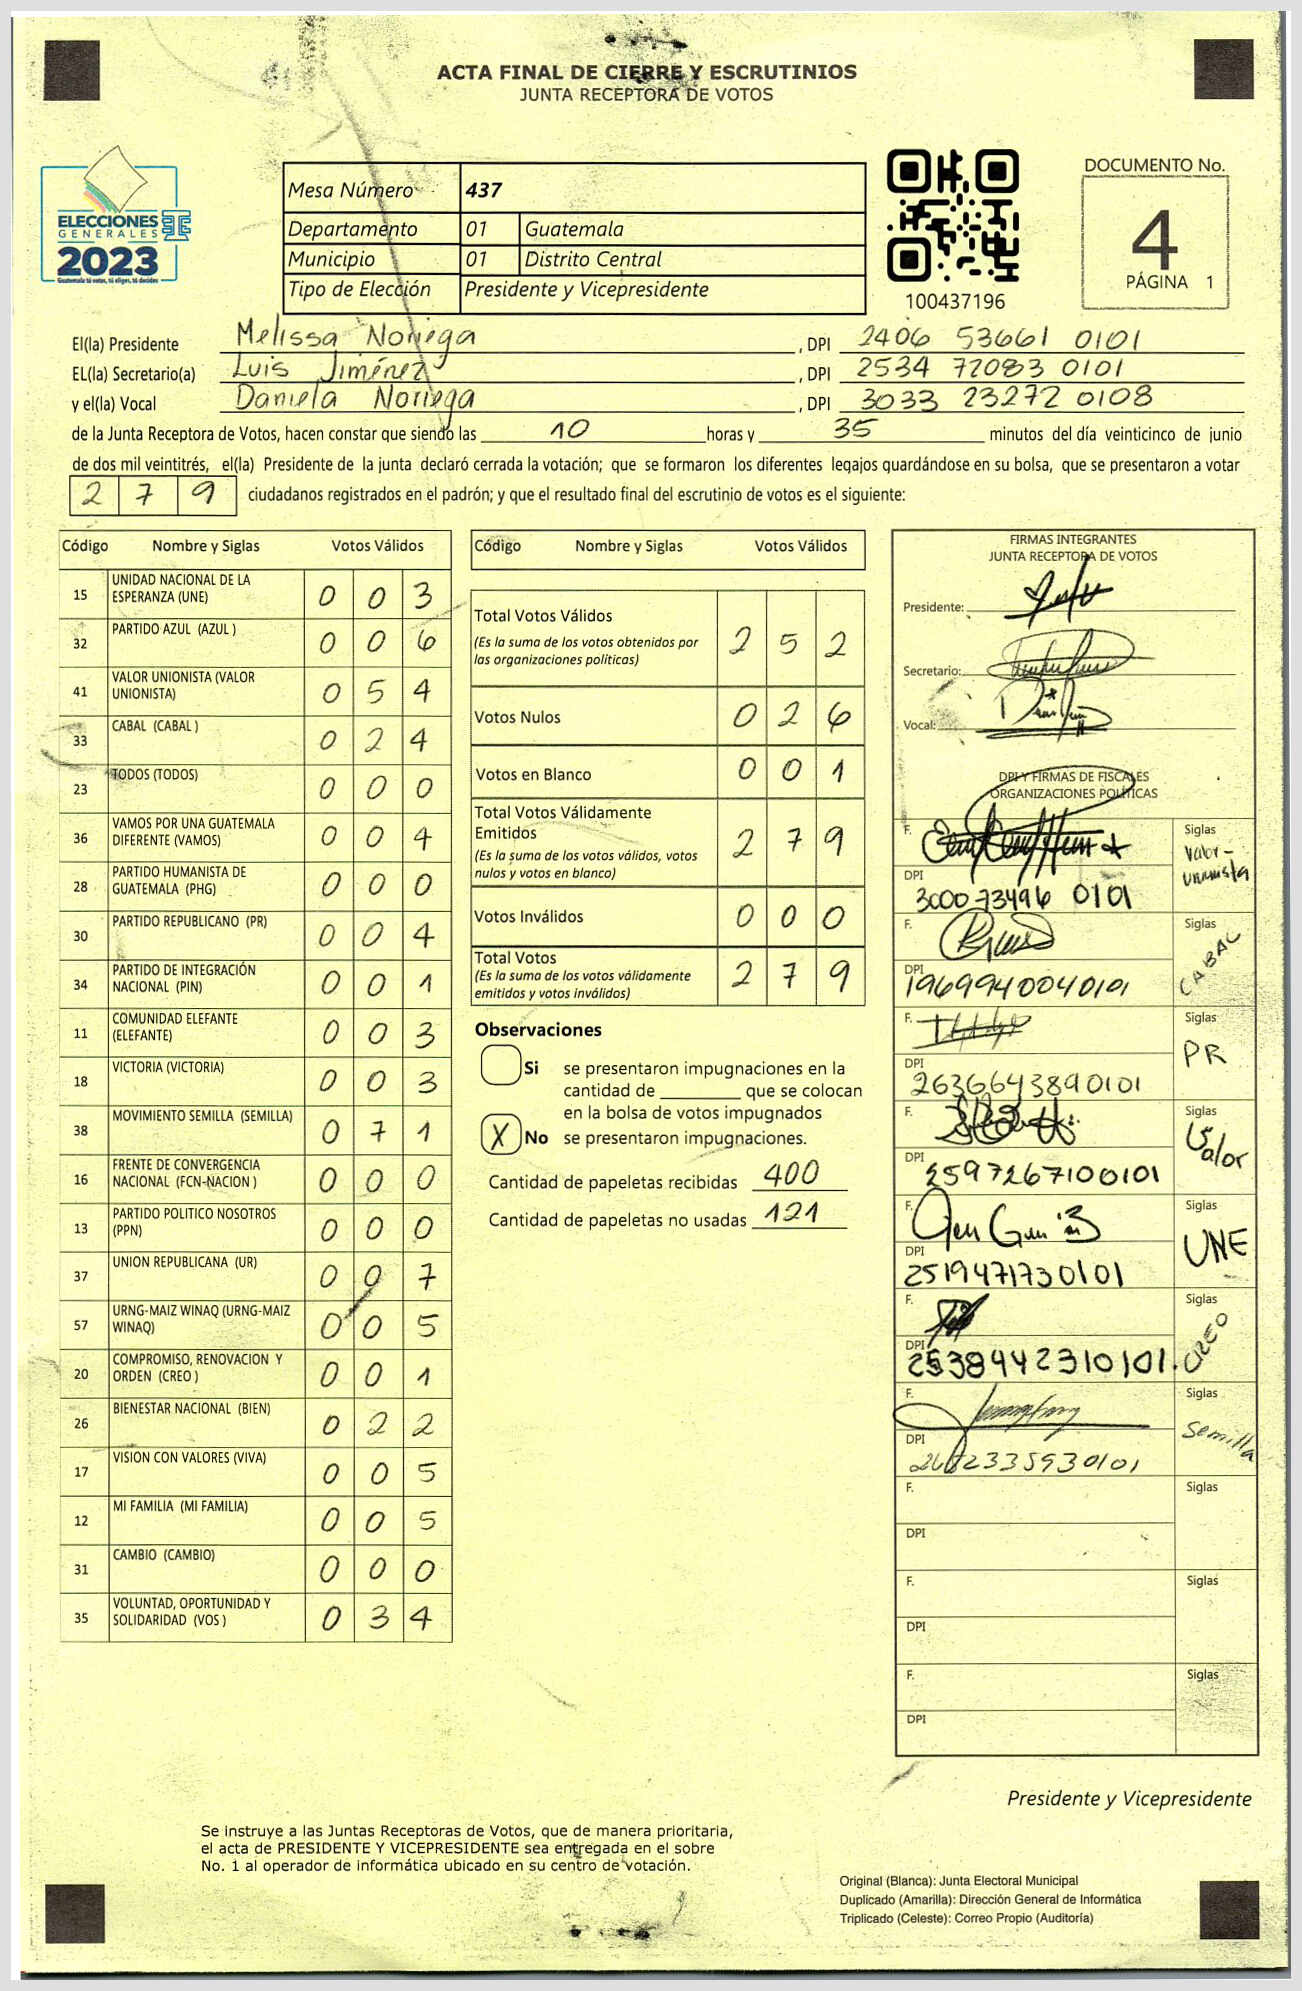 ACTA FINAL DE CIERRE Y ESCRUTINIOS
JUNTA RECEPTORA DE VOTOS
ELECCIONES
GENERALES
2023
Guatemala tú votas, tú eliges, tú decides
Mesa Número 437
Departamento 01 Guatemala
Municipio 01 Distrito Central
Tipo de Elección Presidente y Vicepresidente
100437196
DOCUMENTO No.
4
PÁGINA 1
El(la) Presidente Melissa Noriega , DPI 2406 53661 0101
EL(la) Secretario(a) Luis Jiménez , DPI 2534 72083 0101
y el(la) Vocal Daniela Noriega , DPI 3033 23272 0108
de la Junta Receptora de Votos, hacen constar que siendo las 10 horas y 35 minutos del día veinticinco de junio
de dos mil veintitrés, el(la) Presidente de la junta declaró cerrada la votación; que se formaron los diferentes legajos guardándose en su bolsa, que se presentaron a votar
2 7 9 ciudadanos registrados en el padrón; y que el resultado final del escrutinio de votos es el siguiente:
Código Nombre y Siglas Votos Válidos
15 UNIDAD NACIONAL DE LA ESPERANZA (UNE) 0 0 3
32 PARTIDO AZUL (AZUL ) 0 0 6
41 VALOR UNIONISTA (VALOR UNIONISTA) 0 5 4
33 CABAL (CABAL ) 0 2 4
23 TODOS (TODOS) 0 0 0
36 VAMOS POR UNA GUATEMALA DIFERENTE (VAMOS) 0 0 4
28 PARTIDO HUMANISTA DE GUATEMALA (PHG) 0 0 0
30 PARTIDO REPUBLICANO (PR) 0 0 4
34 PARTIDO DE INTEGRACIÓN NACIONAL (PIN) 0 0 1
11 COMUNIDAD ELEFANTE (ELEFANTE) 0 0 3
18 VICTORIA (VICTORIA) 0 0 3
38 MOVIMIENTO SEMILLA (SEMILLA) 0 7 1
16 FRENTE DE CONVERGENCIA NACIONAL (FCN-NACION ) 0 0 0
13 PARTIDO POLITICO NOSOTROS (PPN) 0 0 0
37 UNION REPUBLICANA (UR) 0 0 7
57 URNG-MAIZ WINAQ (URNG-MAIZ WINAQ) 0 0 5
20 COMPROMISO, RENOVACION Y ORDEN (CREO ) 0 0 1
26 BIENESTAR NACIONAL (BIEN) 0 2 2
17 VISION CON VALORES (VIVA) 0 0 5
12 MI FAMILIA (MI FAMILIA) 0 0 5
31 CAMBIO (CAMBIO) 0 0 0
35 VOLUNTAD, OPORTUNIDAD Y SOLIDARIDAD (VOS ) 0 3 4
Código Nombre y Siglas Votos Válidos
Total Votos Válidos 2 5 2
(Es la suma de los votos obtenidos por
las organizaciones políticas)
Votos Nulos 0 2 6
Votos en Blanco 0 0 1
Total Votos Válidamente
Emitidos 2 7 9
(Es la suma de los votos válidos, votos
nulos y votos en blanco)
Votos Inválidos 0 0 0
Total Votos 2 7 9
(Es la suma de los votos válidamente
emitidos y votos inválidos)
Observaciones
Si se presentaron impugnaciones en la
cantidad de ________ que se colocan
en la bolsa de votos impugnados
X No se presentaron impugnaciones.
Cantidad de papeletas recibidas 400
Cantidad de papeletas no usadas 121
FIRMAS INTEGRANTES
JUNTA RECEPTORA DE VOTOS
Presidente:
Secretario:
Vocal:
DPI Y FIRMAS DE FISCALES
ORGANIZACIONES POLÍTICAS
F. Siglas Valor-unionista
DPI 3000 73496 0101
F. Siglas CABAL
DPI 1969940040101
F. Siglas PR
DPI 2636643890101
F. Siglas Valor
DPI 2597267100101
F. Siglas UNE
DPI 2519471730101
F. Siglas CREO
DPI 2538442310101
F. Siglas Semilla
DPI
F. Siglas
DPI
F. Siglas
DPI
F. Siglas
DPI
Presidente y Vicepresidente
Se instruye a las Juntas Receptoras de Votos, que de manera prioritaria,
el acta de PRESIDENTE Y VICEPRESIDENTE sea entregada en el sobre
No. 1 al operador de informática ubicado en su centro de votación.
Original (Blanca): Junta Electoral Municipal
Duplicado (Amarilla): Dirección General de Informática
Triplicado (Celeste): Correo Propio (Auditoría)